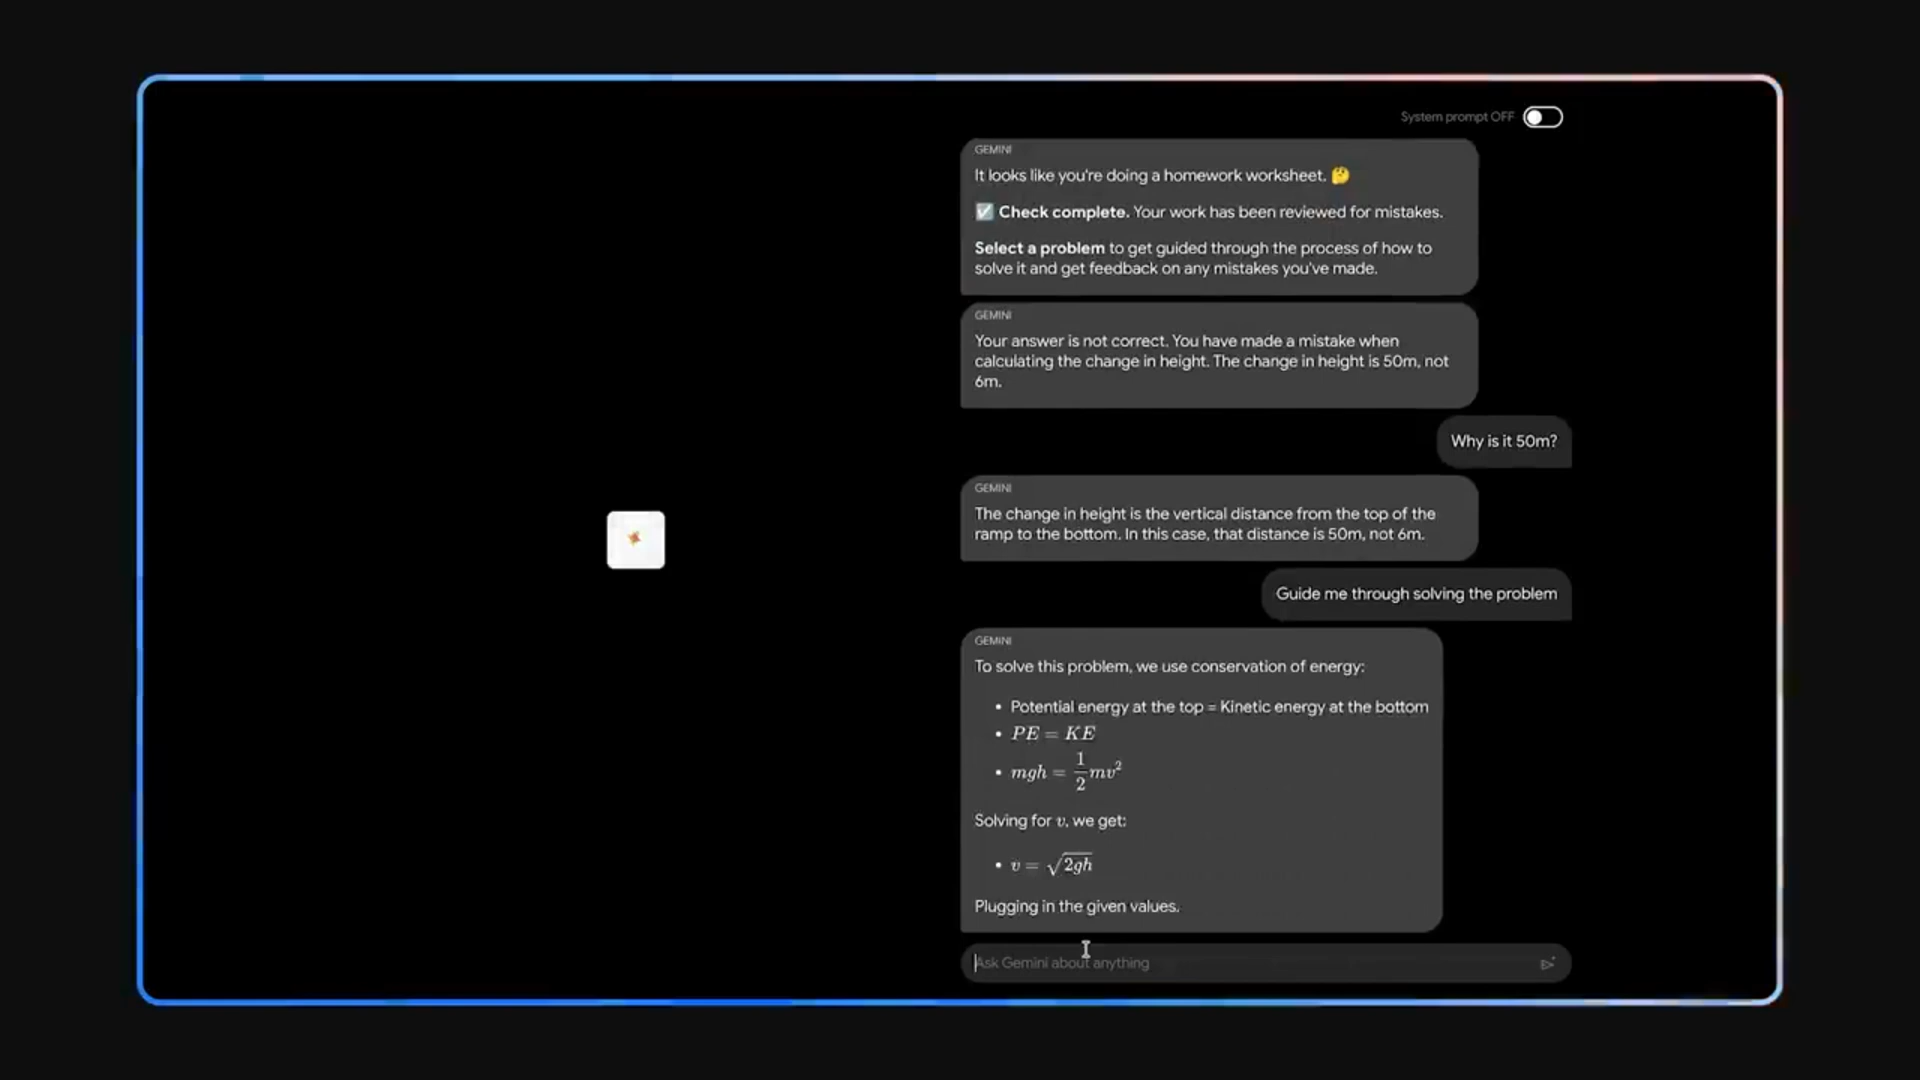 System prompt OFF
GEMINI
It looks like you're doing a homework worksheet. 🤔
☑️ Check complete. Your work has been reviewed for mistakes.
Select a problem to get guided through the process of how to
solve it and get feedback on any mistakes you've made.
GEMINI
Your answer is not correct. You have made a mistake when
calculating the change in height. The change in height is 50m, not
6m.
Why is it 50m?
GEMINI
The change in height is the vertical distance from the top of the
ramp to the bottom. In this case, that distance is 50m, not 6m.
Guide me through solving the problem
GEMINI
To solve this problem, we use conservation of energy:
• Potential energy at the top = Kinetic energy at the bottom
• PE = KE
• mgh = 1/2 mv²
Solving for v, we get:
• v = √2gh
Plugging in the given values.
Ask Gemini about anything